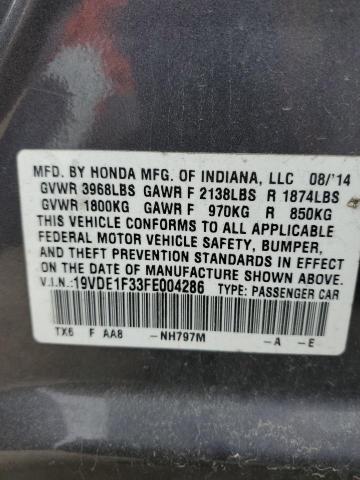 MFD. BY HONDA MFG. OF INDIANA, LLC 08/'14
GVWR 3968LBS GAWR F 2138LBS R 1874LBS
GVWR 1800KG GAWR F 970KG R 850KG
THIS VEHICLE CONFORMS TO ALL APPLICABLE
FEDERAL MOTOR VEHICLE SAFETY, BUMPER,
AND THEFT PREVENTION STANDARDS IN EFFECT ON
THE DATE OF MANUFACTURE SHOWN ABOVE.
V.I.N.:19VDE1F33FE004286 TYPE: PASSENGER CAR
TX6 F AA8 -NH797M -A -E